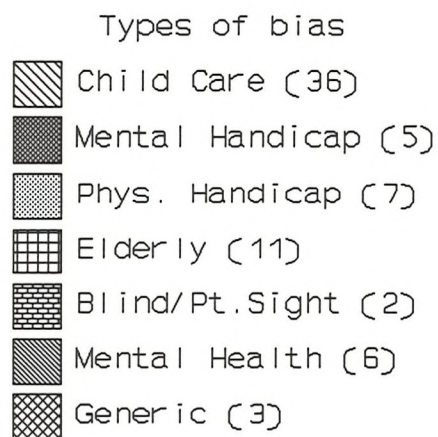 Types of bias
Child Care (36)
Mental Handicap (5)
Phys. Handicap (7)
Elderly (11)
Blind/Pt.Sight (2)
Mental Health (6)
Generic (3)